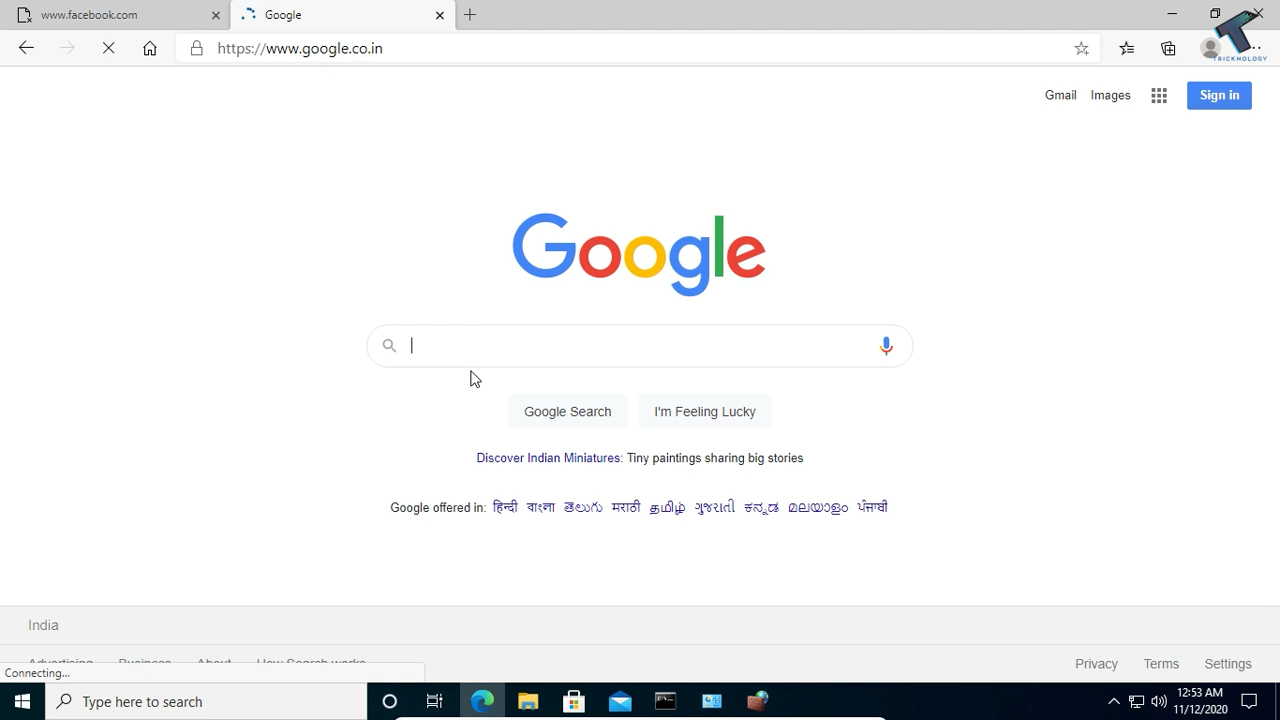 www.facebook.com
Google
https://www.google.co.in
TRICKNOLOGY
Gmail Images Sign in
Google
Google Search I'm Feeling Lucky
Discover Indian Miniatures: Tiny paintings sharing big stories
Google offered in: हिन्दी বাংলা తెలుగు मराठी தமிழ் ગુજરાતી ಕನ್ನಡ മലയാളം ਪੰਜਾਬੀ
India
Advertising Business About How Search works Privacy Terms Settings
Connecting...
Type here to search
12:53 AM
11/12/2020